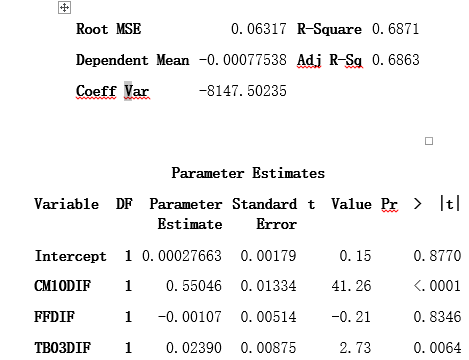 Root MSE 0.06317 R-Square 0.6871
Dependent Mean -0.00077538 Adj R-Sq 0.6863
Coeff Var -8147.50235
Parameter Estimates
Variable DF Parameter Standard t Value Pr > |t|
Estimate Error
Intercept 1 0.00027663 0.00179 0.15 0.8770
CM10DIF 1 0.55046 0.01334 41.26 <.0001
FFDIF 1 -0.00107 0.00514 -0.21 0.8346
TB03DIF 1 0.02390 0.00875 2.73 0.0064